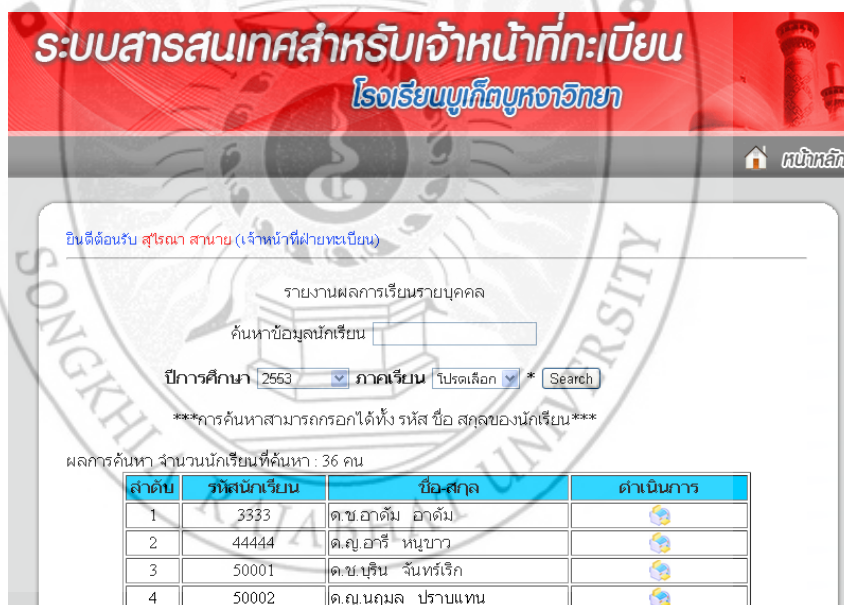 ระบบสารสนเทศสำหรับเจ้าหน้าที่ทะเบียน
โรงเรียนบูเก็ตบูหงาวิทยา
หน้าหลัก
ยินดีต้อนรับ สุไรณา สานาย (เจ้าหน้าที่ฝ่ายทะเบียน)
รายงานผลการเรียนรายบุคคล
ค้นหาข้อมูลนักเรียน
ปีการศึกษา 2553 ภาคเรียน โปรดเลือก * Search
***การค้นหาสามารถกรอกได้ทั้ง รหัส ชื่อ สกุลของนักเรียน***
ผลการค้นหา จำนวนนักเรียนที่ค้นหา : 36 คน
ลำดับ รหัสนักเรียน ชื่อ-สกุล ดำเนินการ
1 3333 ด.ช.อาดัม อาดัม
2 44444 ด.ญ.อารี หนูขาว
3 50001 ด.ช.บุริน จันทร์เริก
4 50002 ด.ญ.นฤมล ปราบแทน
SONGKHLA RAJABHAT UNIVERSITY